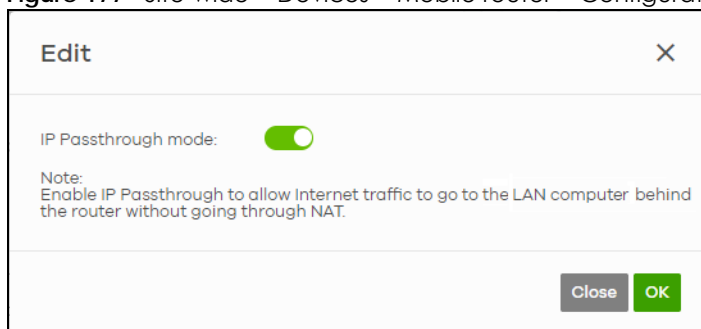 Edit
IP Passthrough mode:
Note:
Enable IP Passthrough to allow Internet traffic to go to the LAN computer behind
the router without going through NAT.
Close OK